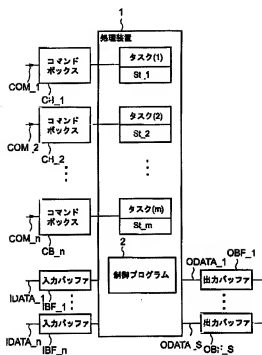 1
処理装置
コマンド
ボックス
タスク(1)
St_1
COM_1
CB_1
コマンド
ボックス
タスク(2)
St_2
COM_2
CB_2
コマンド
ボックス
タスク(m)
St_m
COM_n
CB_n
2
制御プログラム
ODATA_1
OBF_1
入力バッファ
出力バッファ
IDATA_1
IBF_1
入力バッファ
出力バッファ
IDATA_n
IBF_n
ODATA_S
OBF_S